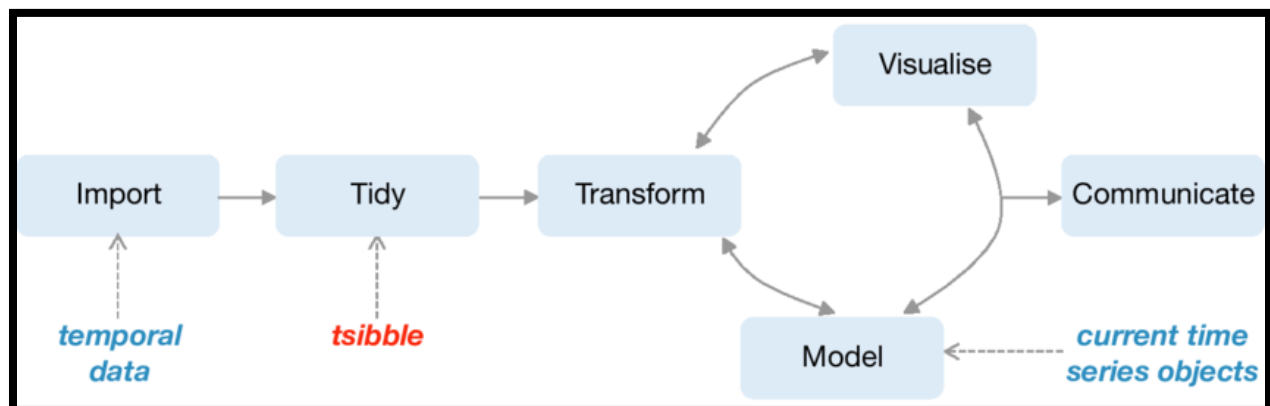 Visualise
Import
Tidy
Transform
Communicate
temporal
data
tsibble
Model
current time
series objects